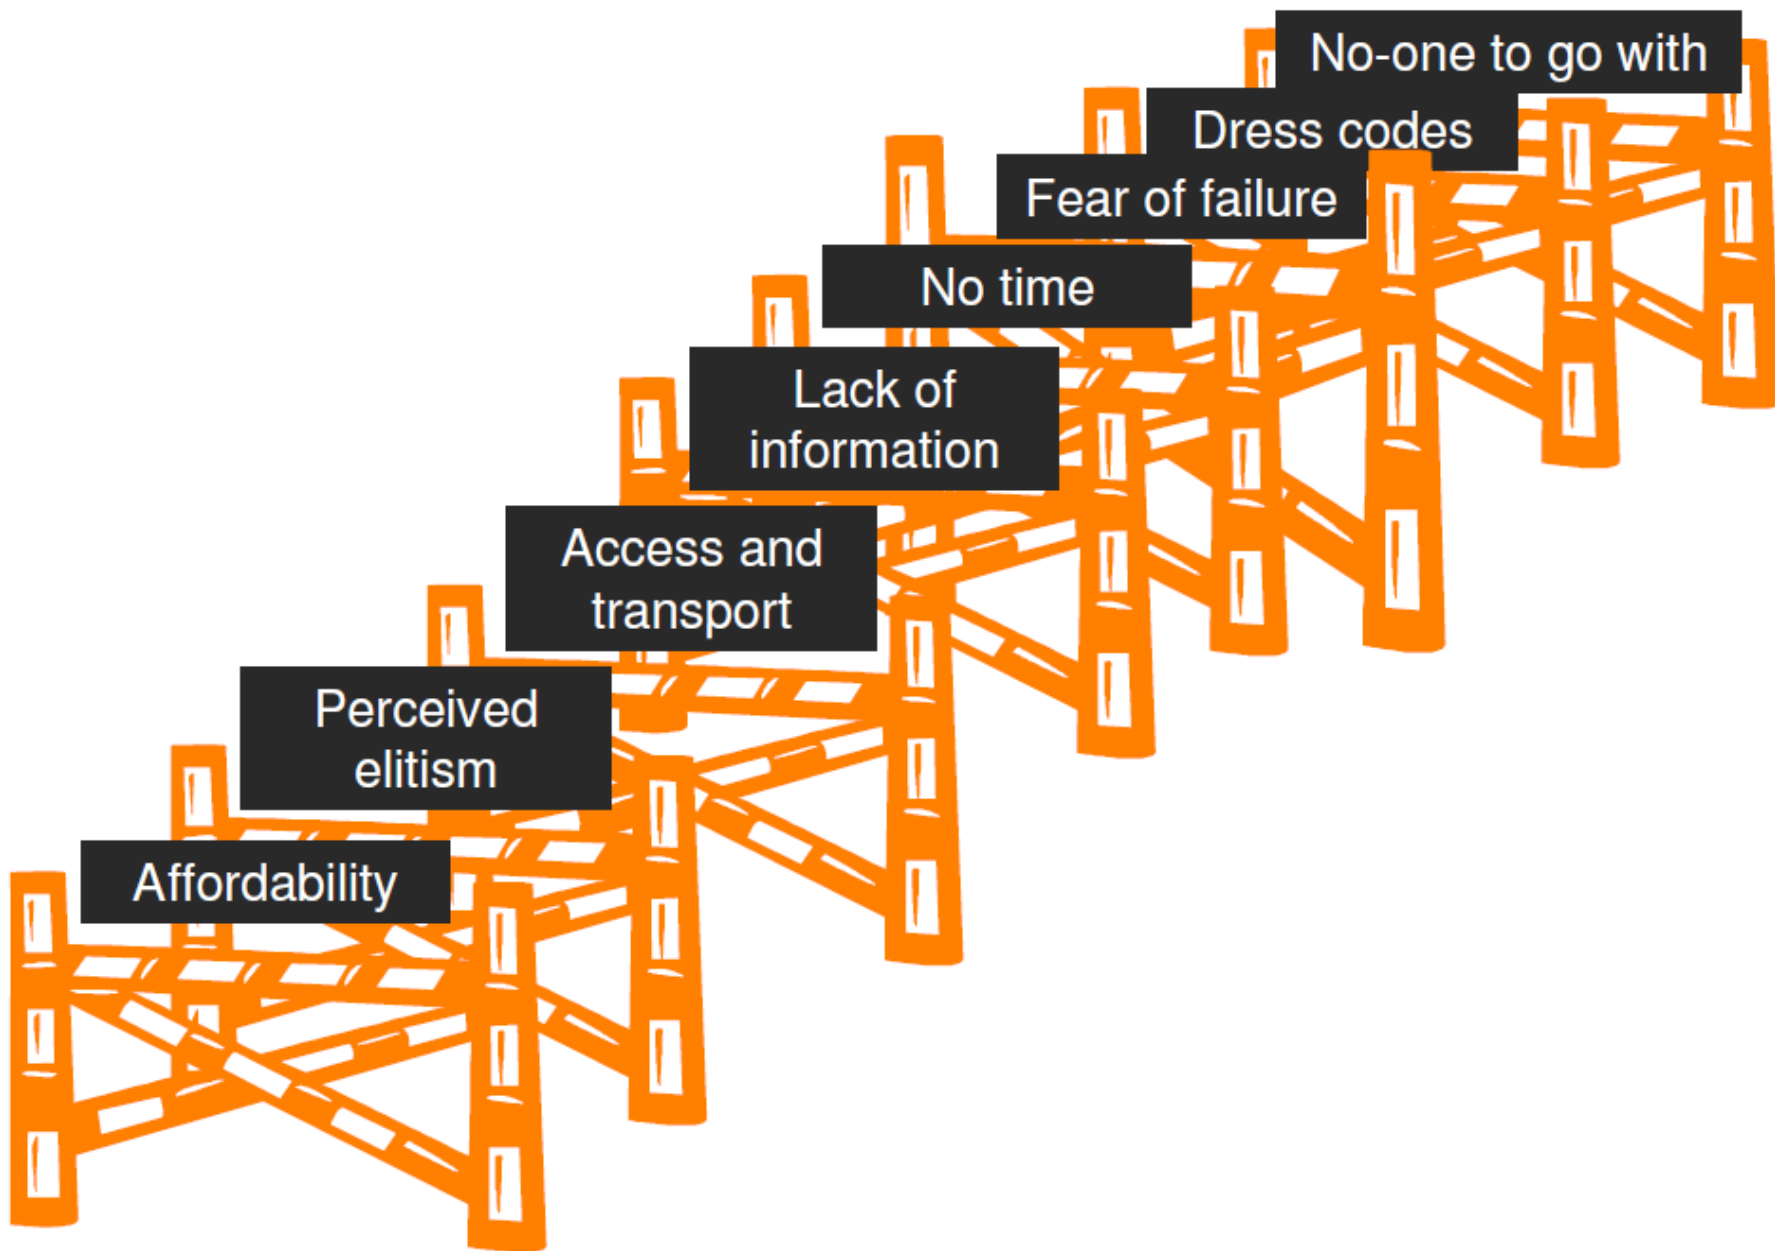 No-one to go with
Dress codes
Fear of failure
No time
Lack of
information
Access and
transport
Perceived
elitism
Affordability